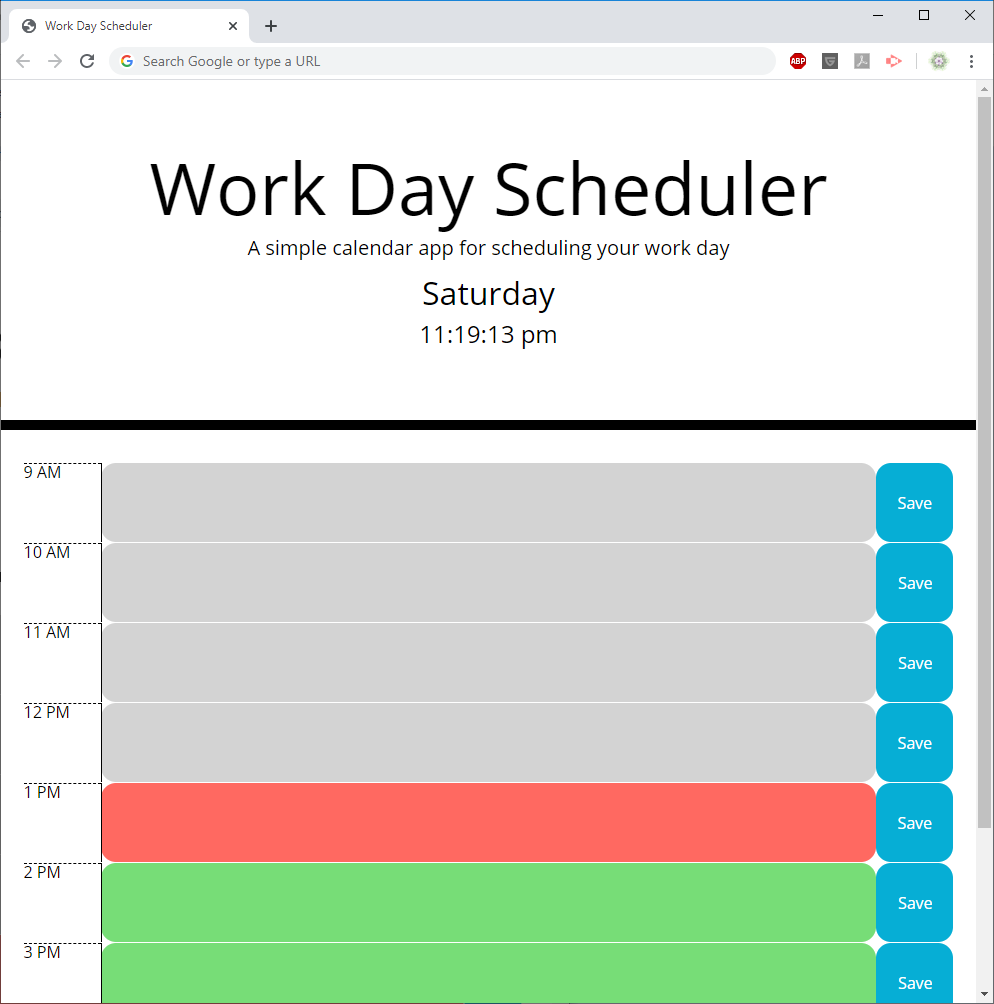 Work Day Scheduler
Search Google or type a URL
ABP
Work Day Scheduler
A simple calendar app for scheduling your work day
Saturday
11:19:13 pm
9 AM
Save
10 AM
Save
11 AM
Save
12 PM
Save
1 PM
Save
2 PM
Save
3 PM
Save